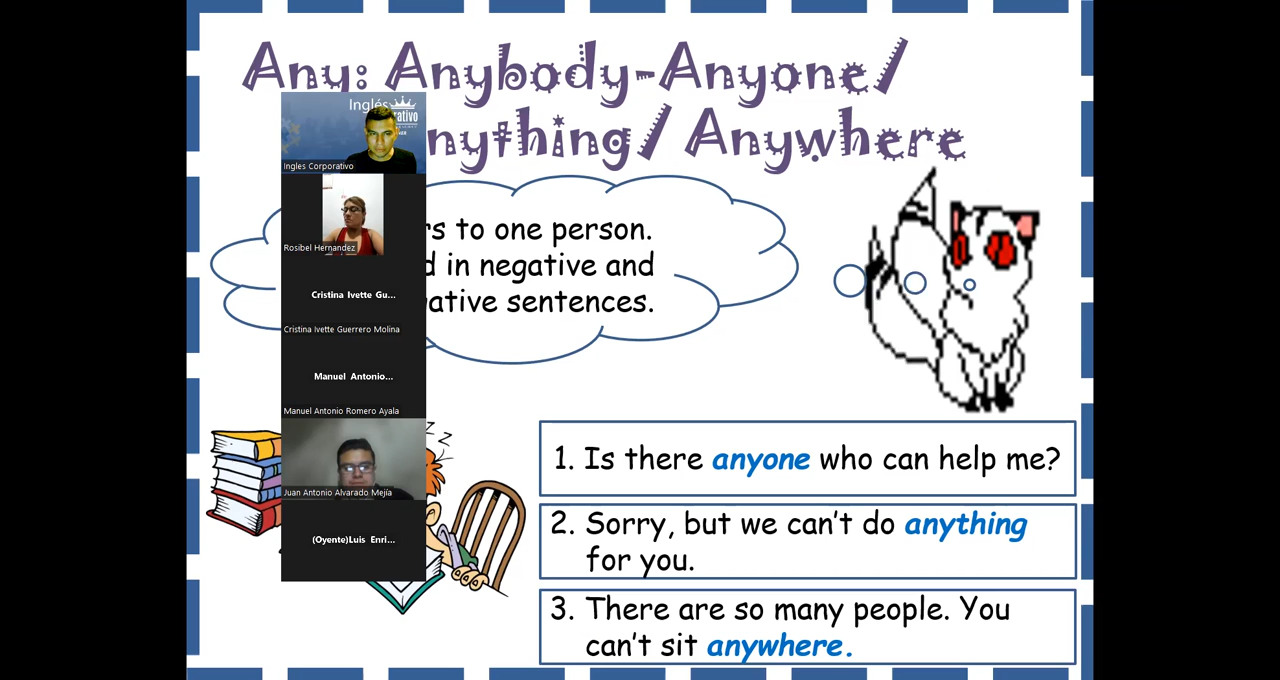 Any: Anybody-Anyone/
nything/ Anywhere
Inglés
rativo
Ingles Corporativo
Rosibel Hernandez
Cristina Ivette Gu...
Cristina Ivette Guerrero Molina
Manuel Antonio...
Manuel Antonio Romero Ayala
Juan Antonio Alvarado Mejía
(Oyente)Luis Enri...
rs to one person.
d in negative and
ative sentences.
z z
1. Is there anyone who can help me?
2. Sorry, but we can't do anything
for you.
3. There are so many people. You
can't sit anywhere.